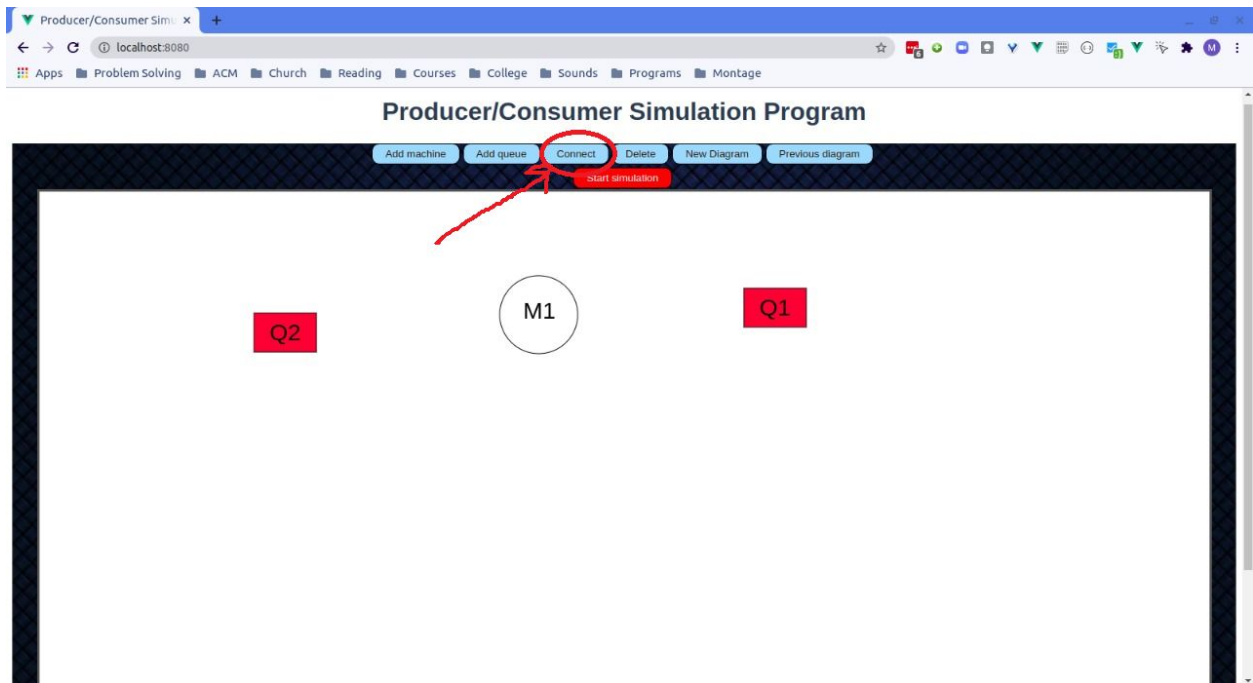 Producer/Consumer Simu
localhost:8080
Apps Problem Solving ACM Church Reading Courses College Sounds Programs Montage
Producer/Consumer Simulation Program
Add machine Add queue Connect Delete New Diagram Previous diagram
Start simulation
M1
Q1
Q2